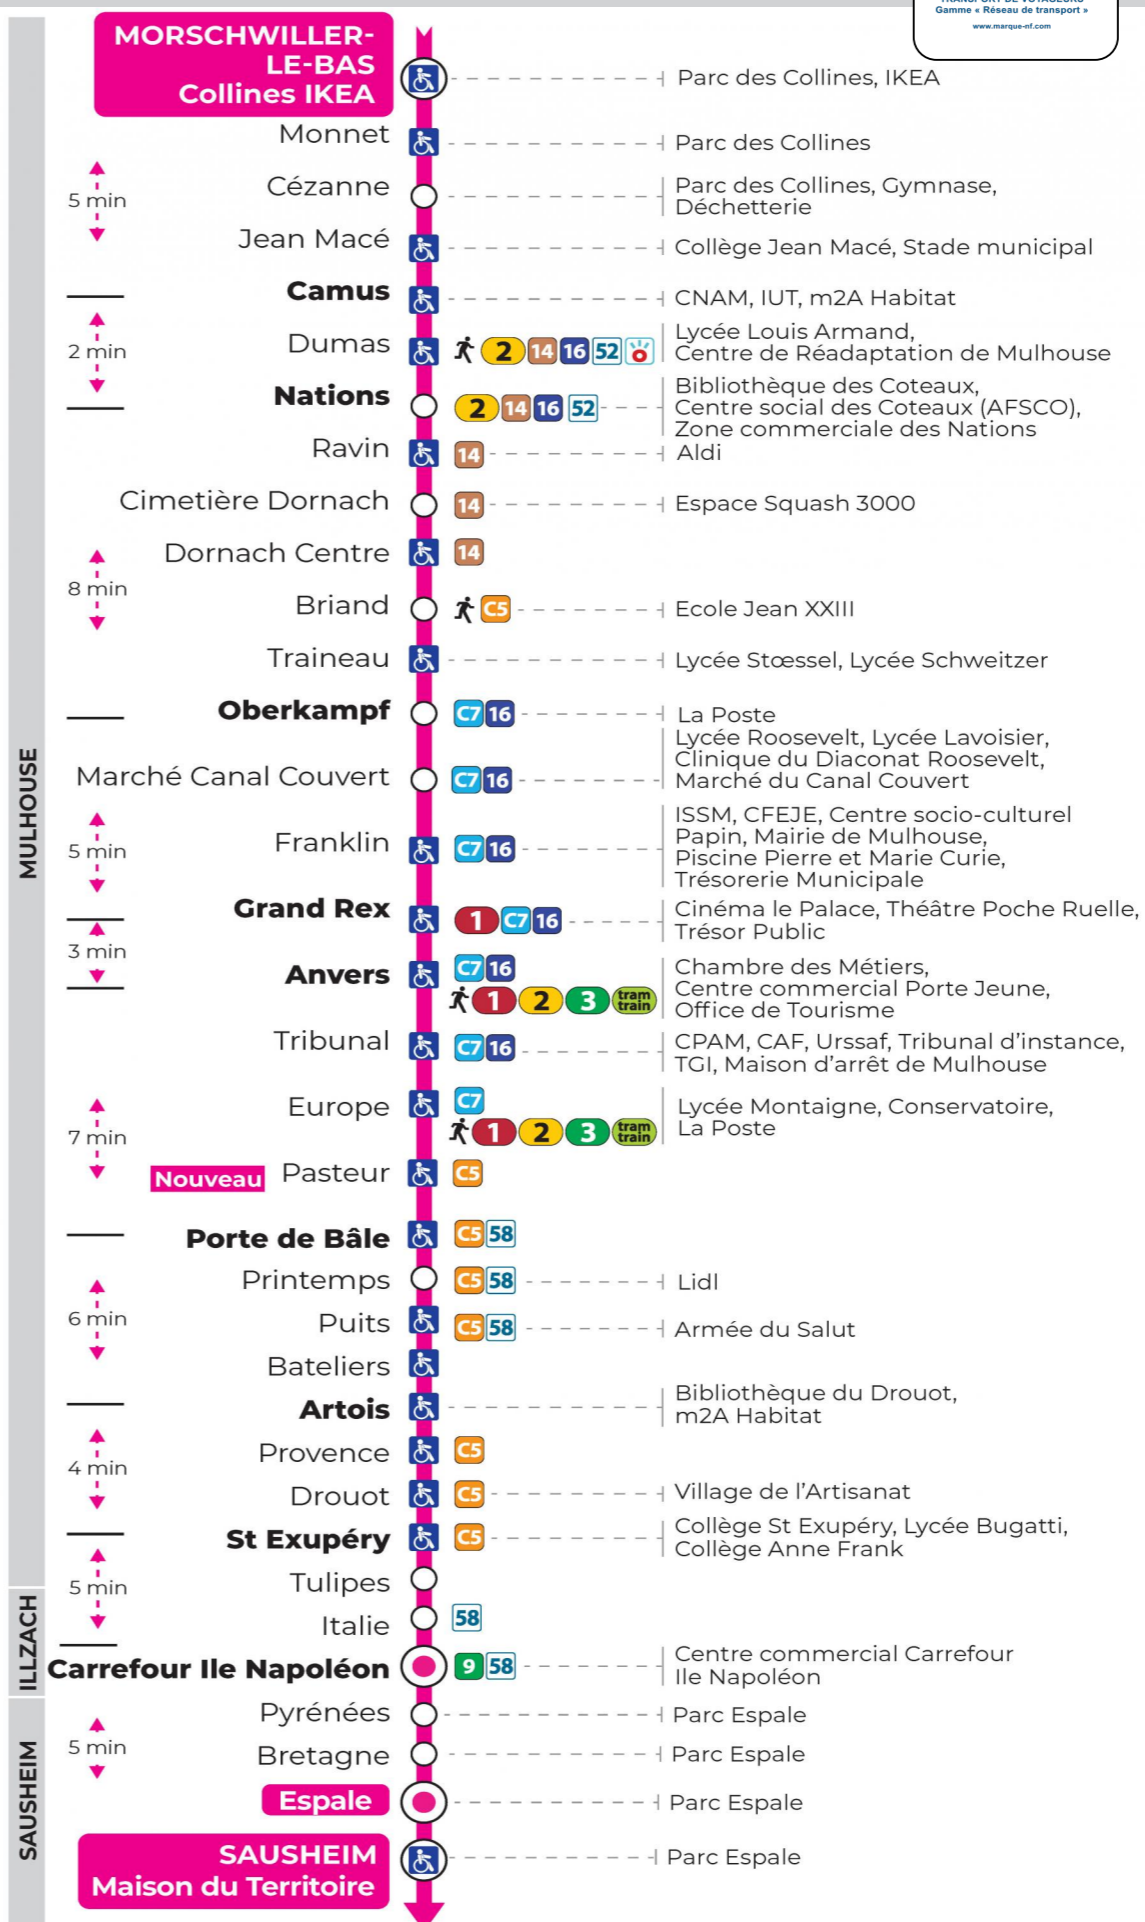 TRANSPORT DE VOYAGEURS
Gamme « Réseau de transport »
www.marque-nf.com
MORSCHWILLER-
LE-BAS
Collines IKEA
Parc des Collines, IKEA
Monnet
Parc des Collines
5 min
Cézanne
Parc des Collines, Gymnase,
Déchetterie
Jean Macé
Collège Jean Macé, Stade municipal
Camus
CNAM, IUT, m2A Habitat
2 min
Dumas
2 14 16 52
Lycée Louis Armand,
Centre de Réadaptation de Mulhouse
Nations
2 14 16 52
Bibliothèque des Coteaux,
Centre social des Coteaux (AFSCO),
Zone commerciale des Nations
Ravin
14
Aldi
Cimetière Dornach
14
Espace Squash 3000
Dornach Centre
14
8 min
Briand
C5
Ecole Jean XXIII
Traineau
Lycée Stœssel, Lycée Schweitzer
Oberkampf
C7 16
La Poste
MULHOUSE
Marché Canal Couvert
C7 16
Lycée Roosevelt, Lycée Lavoisier,
Clinique du Diaconat Roosevelt,
Marché du Canal Couvert
5 min
Franklin
C7 16
ISSM, CFEJE, Centre socio-culturel
Papin, Mairie de Mulhouse,
Piscine Pierre et Marie Curie,
Trésorerie Municipale
Grand Rex
1 C7 16
Cinéma le Palace, Théâtre Poche Ruelle,
Trésor Public
3 min
Anvers
C7 16
1 2 3 tram train
Chambre des Métiers,
Centre commercial Porte Jeune,
Office de Tourisme
Tribunal
C7 16
CPAM, CAF, Urssaf, Tribunal d'instance,
TGI, Maison d'arrêt de Mulhouse
7 min
Europe
C7
1 2 3 tram train
Lycée Montaigne, Conservatoire,
La Poste
Nouveau Pasteur
C5
Porte de Bâle
C5 58
6 min
Printemps
C5 58
Lidl
Puits
C5 58
Armée du Salut
Bateliers
Artois
Bibliothèque du Drouot,
m2A Habitat
4 min
Provence
C5
Drouot
C5
Village de l'Artisanat
St Exupéry
C5
Collège St Exupéry, Lycée Bugatti,
Collège Anne Frank
5 min
Tulipes
ILLZACH
Italie
58
Carrefour Ile Napoléon
9 58
Centre commercial Carrefour
Ile Napoléon
SAUSHEIM
5 min
Pyrénées
Parc Espale
Bretagne
Parc Espale
Espale
Parc Espale
SAUSHEIM
Maison du Territoire
Parc Espale